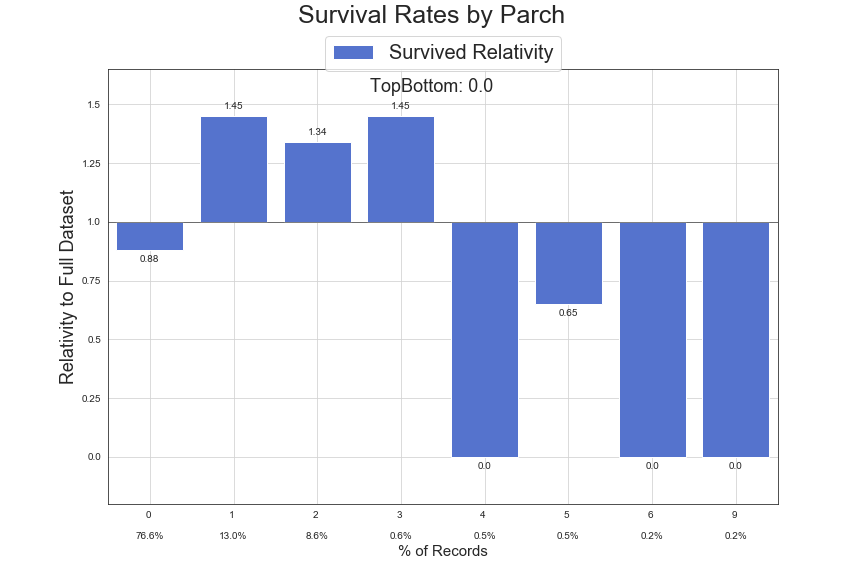 Survival Rates by Parch
Survived Relativity
TopBottom: 0.0
Relativity to Full Dataset
1.5
1.25
1.0
0.75
0.5
0.25
0.0
0.88
1.45
1.34
1.45
0.0
0.65
0.0
0.0
0 1 2 3 4 5 6 9
76.6% 13.0% 8.6% 0.6% 0.5% 0.5% 0.2% 0.2%
% of Records